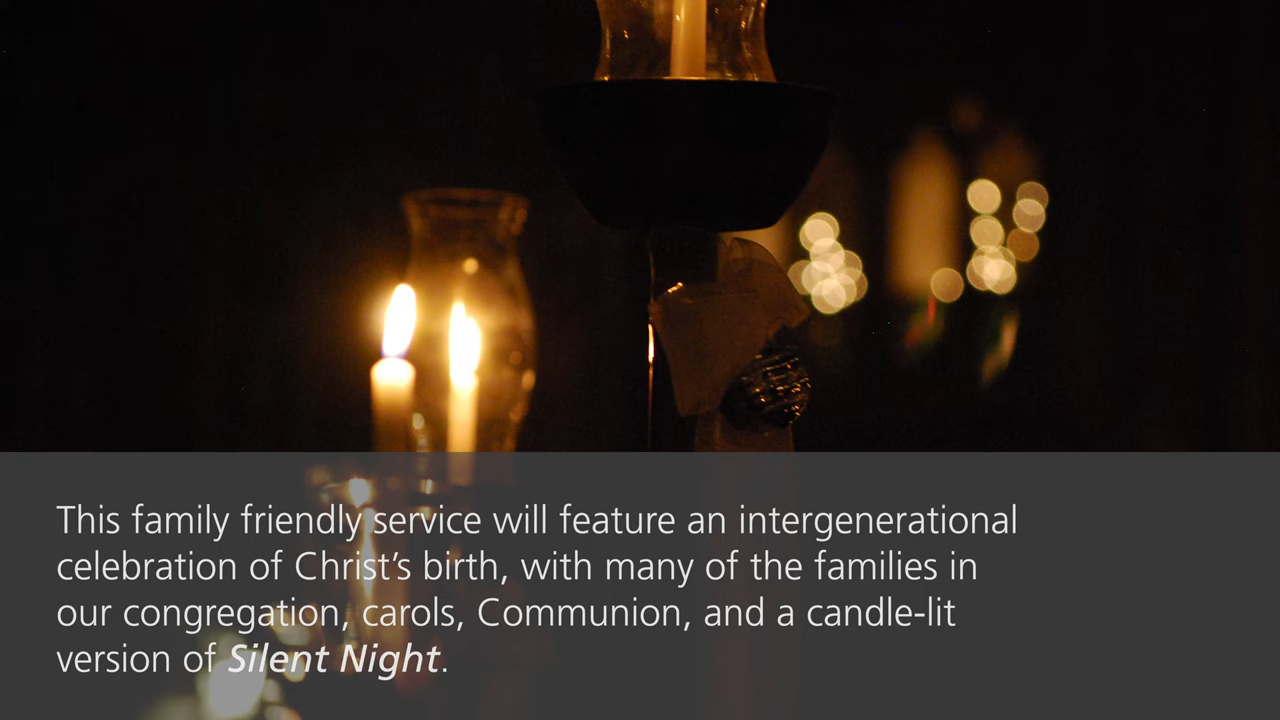 This family friendly service will feature an intergenerational
celebration of Christ’s birth, with many of the families in
our congregation, carols, Communion, and a candle-lit
version of Silent Night.